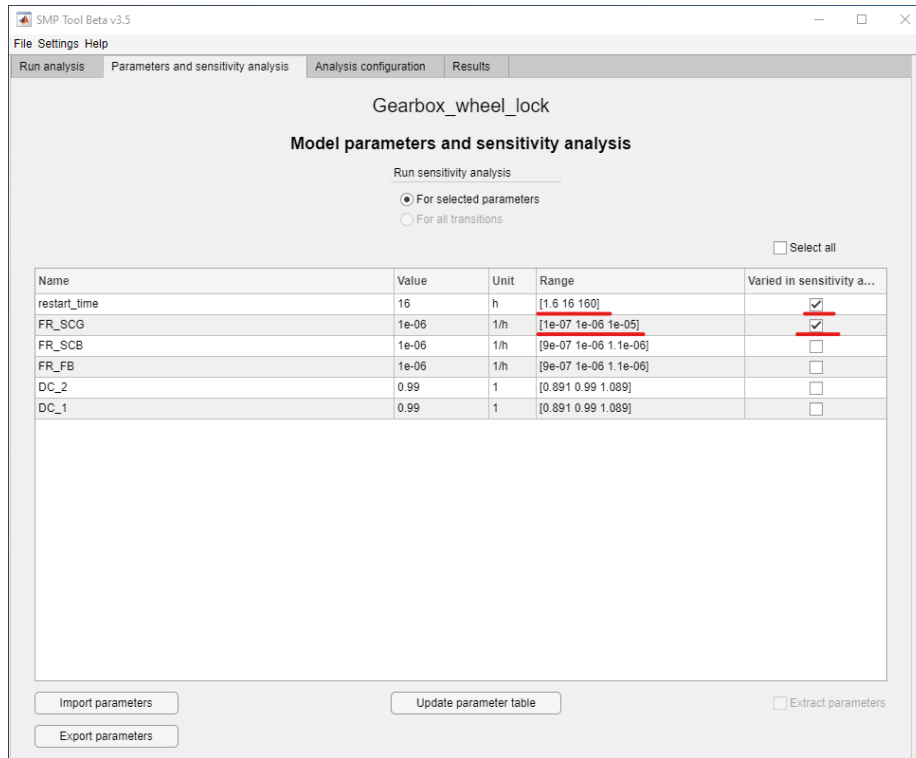 SMP Tool Beta v3.5
File Settings Help
Run analysis Parameters and sensitivity analysis Analysis configuration Results
Gearbox_wheel_lock
Model parameters and sensitivity analysis
Run sensitivity analysis
For selected parameters
For all transitions
Select all
Name Value Unit Range Varied in sensitivity a...
restart_time 16 h [1.6 16 160]
FR_SCG 1e-06 1/h [1e-07 1e-06 1e-05]
FR_SCB 1e-06 1/h [9e-07 1e-06 1.1e-06]
FR_FB 1e-06 1/h [9e-07 1e-06 1.1e-06]
DC_2 0.99 1 [0.891 0.99 1.089]
DC_1 0.99 1 [0.891 0.99 1.089]
Import parameters Update parameter table Extract parameters
Export parameters